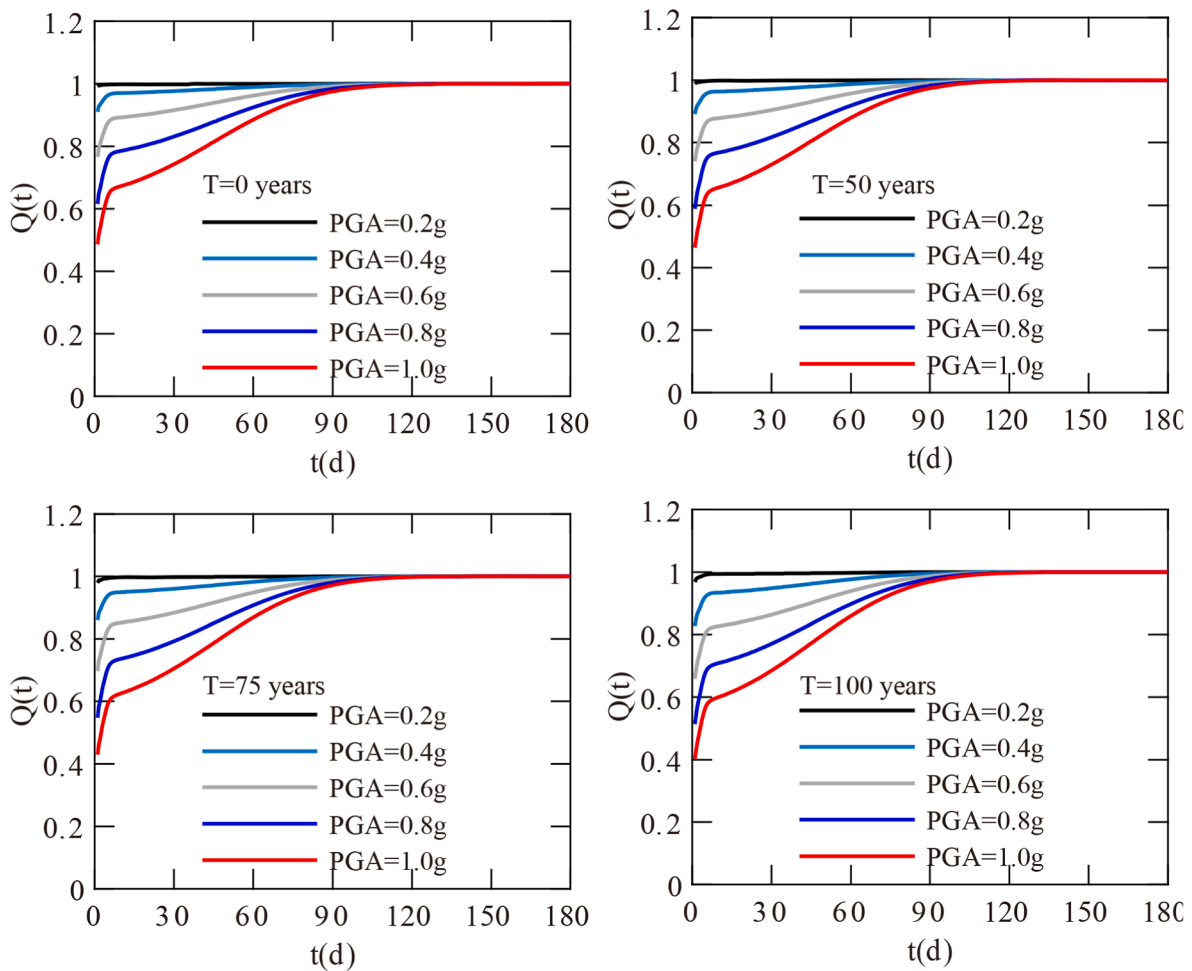 1.2
1
0.8
0.6
0.4
0.2
0
Q(t)
T=0 years
PGA=0.2g
PGA=0.4g
PGA=0.6g
PGA=0.8g
PGA=1.0g
0 30 60 90 120 150 180
t(d)
1.2
1
0.8
0.6
0.4
0.2
0
Q(t)
T=50 years
PGA=0.2g
PGA=0.4g
PGA=0.6g
PGA=0.8g
PGA=1.0g
0 30 60 90 120 150 180
t(d)
1.2
1
0.8
0.6
0.4
0.2
0
Q(t)
T=75 years
PGA=0.2g
PGA=0.4g
PGA=0.6g
PGA=0.8g
PGA=1.0g
0 30 60 90 120 150 180
t(d)
1.2
1
0.8
0.6
0.4
0.2
0
Q(t)
T=100 years
PGA=0.2g
PGA=0.4g
PGA=0.6g
PGA=0.8g
PGA=1.0g
0 30 60 90 120 150 180
t(d)